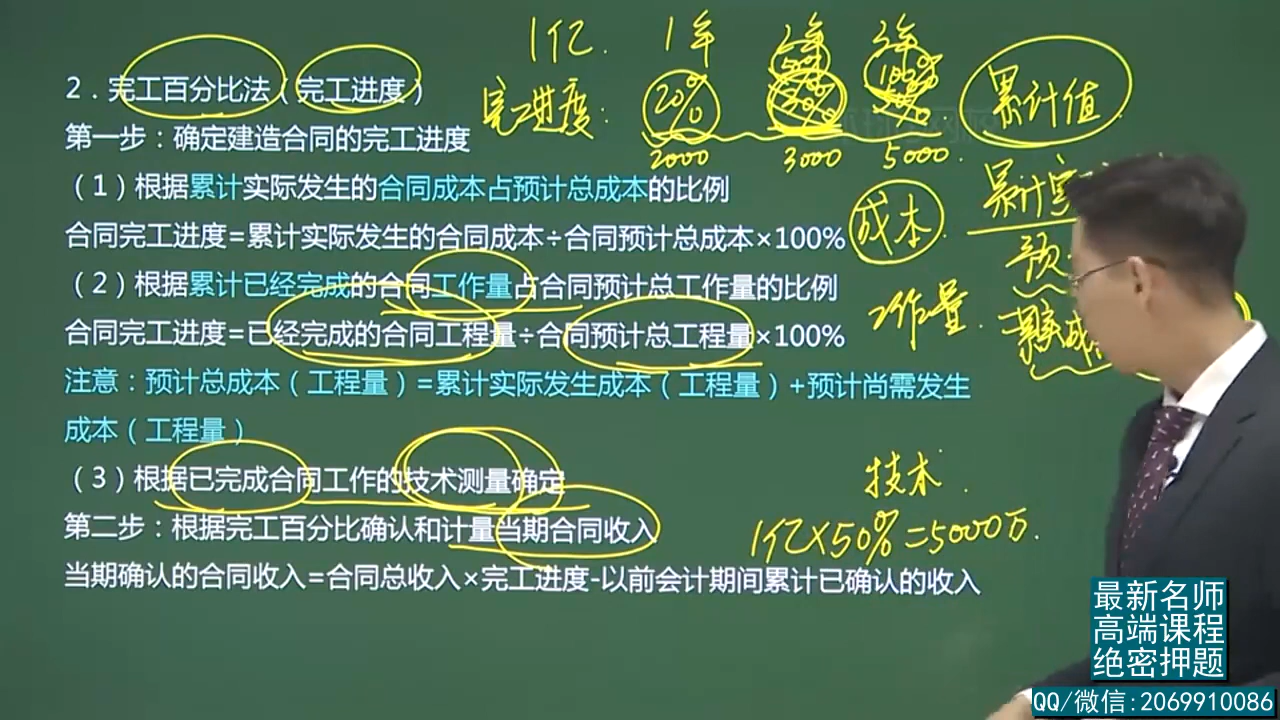 1亿. 1年 2年 3年
完工进度: 20% 50% 100% 累计值
2000 3000 5000.
2．完工百分比法（完工进度）
第一步：确定建造合同的完工进度
（1）根据累计实际发生的合同成本占预计总成本的比例
合同完工进度=累计实际发生的合同成本÷合同预计总成本×100%
成本
累计实
预
（2）根据累计已经完成的合同工作量占合同预计总工作量的比例
合同完工进度=已经完成的合同工程量÷合同预计总工程量×100%
工作量.
注意：预计总成本（工程量）=累计实际发生成本（工程量）+预计尚需发生
成本（工程量）
（3）根据已完成合同工作的技术测量确定
技术.
第二步：根据完工百分比确认和计量当期合同收入
1亿×50%=5000万.
当期确认的合同收入=合同总收入×完工进度-以前会计期间累计已确认的收入
最新名师
高端课程
绝密押题
QQ/微信:2069910086